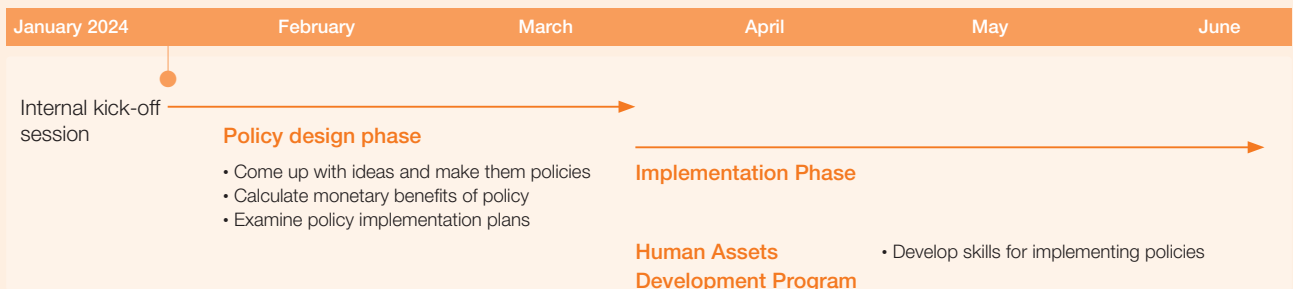 January 2024 February March April May June
Internal kick-off
session
Policy design phase
• Come up with ideas and make them policies
• Calculate monetary benefits of policy
• Examine policy implementation plans
Implementation Phase
Human Assets
Development Program
• Develop skills for implementing policies